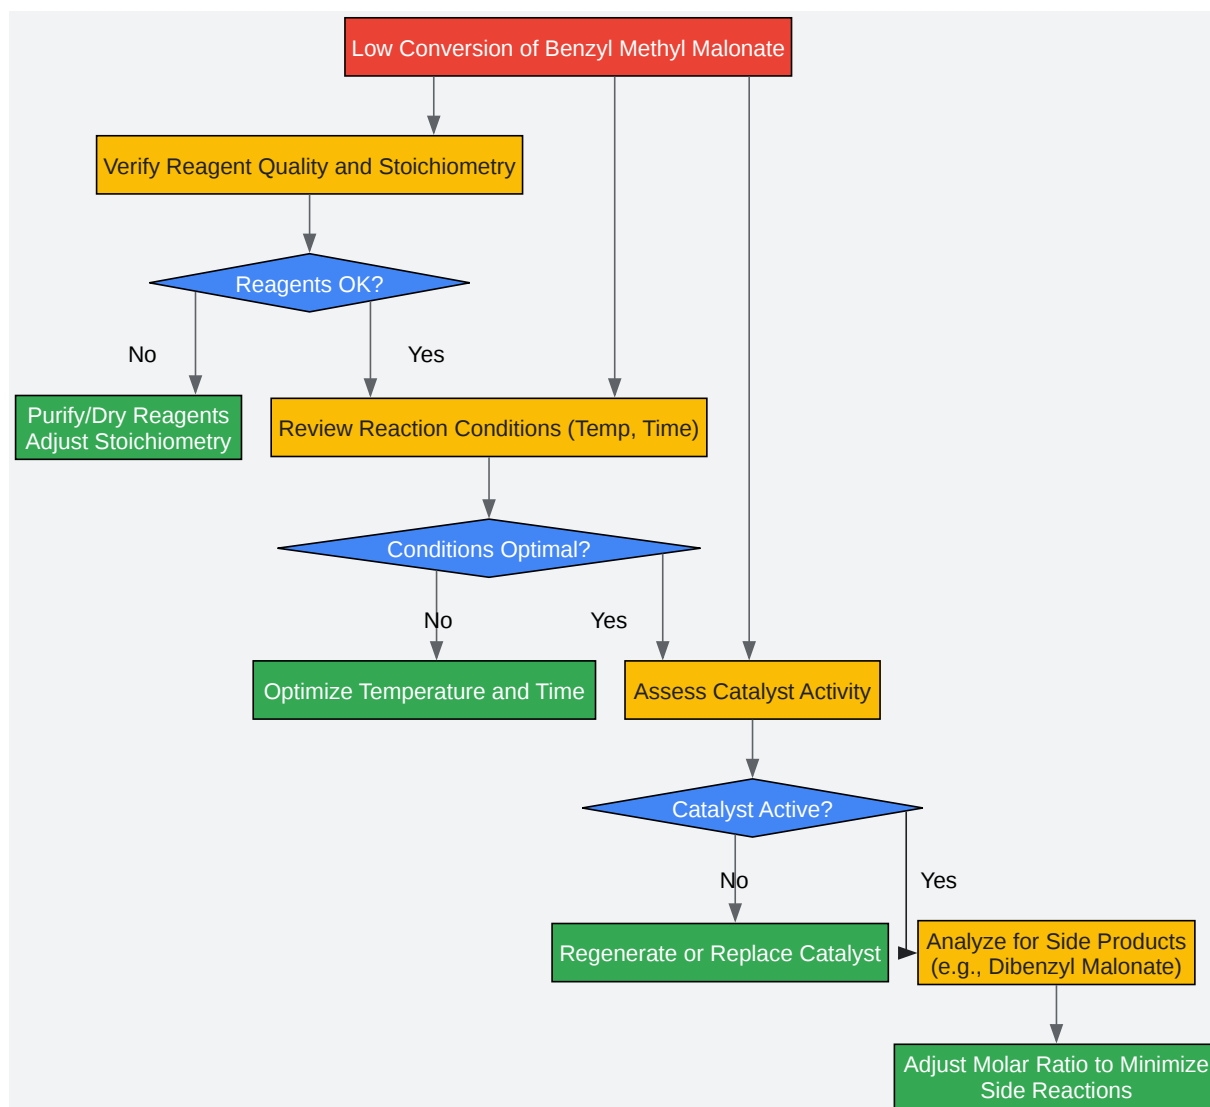 Low Conversion of Benzyl Methyl Malonate
Verify Reagent Quality and Stoichiometry
Reagents OK?
No
Yes
Purify/Dry Reagents
Adjust Stoichiometry
Review Reaction Conditions (Temp, Time)
Conditions Optimal?
No
Yes
Optimize Temperature and Time
Assess Catalyst Activity
Catalyst Active?
No
Yes
Regenerate or Replace Catalyst
Analyze for Side Products
(e.g., Dibenzyl Malonate)
Adjust Molar Ratio to Minimize
Side Reactions